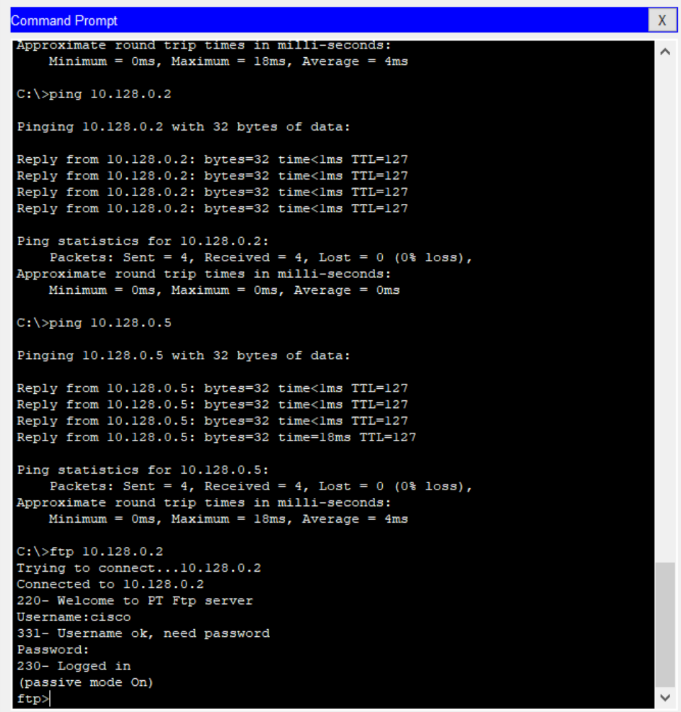 Command Prompt
X
Approximate round trip times in milli-seconds:
    Minimum = 0ms, Maximum = 18ms, Average = 4ms
C:\>ping 10.128.0.2
Pinging 10.128.0.2 with 32 bytes of data:
Reply from 10.128.0.2: bytes=32 time<1ms TTL=127
Reply from 10.128.0.2: bytes=32 time<1ms TTL=127
Reply from 10.128.0.2: bytes=32 time<1ms TTL=127
Reply from 10.128.0.2: bytes=32 time<1ms TTL=127
Ping statistics for 10.128.0.2:
    Packets: Sent = 4, Received = 4, Lost = 0 (0% loss),
Approximate round trip times in milli-seconds:
    Minimum = 0ms, Maximum = 0ms, Average = 0ms
C:\>ping 10.128.0.5
Pinging 10.128.0.5 with 32 bytes of data:
Reply from 10.128.0.5: bytes=32 time<1ms TTL=127
Reply from 10.128.0.5: bytes=32 time<1ms TTL=127
Reply from 10.128.0.5: bytes=32 time<1ms TTL=127
Reply from 10.128.0.5: bytes=32 time=18ms TTL=127
Ping statistics for 10.128.0.5:
    Packets: Sent = 4, Received = 4, Lost = 0 (0% loss),
Approximate round trip times in milli-seconds:
    Minimum = 0ms, Maximum = 18ms, Average = 4ms
C:\>ftp 10.128.0.2
Trying to connect...10.128.0.2
Connected to 10.128.0.2
220- Welcome to PT Ftp server
Username:cisco
331- Username ok, need password
Password:
230- Logged in
(passive mode On)
ftp>